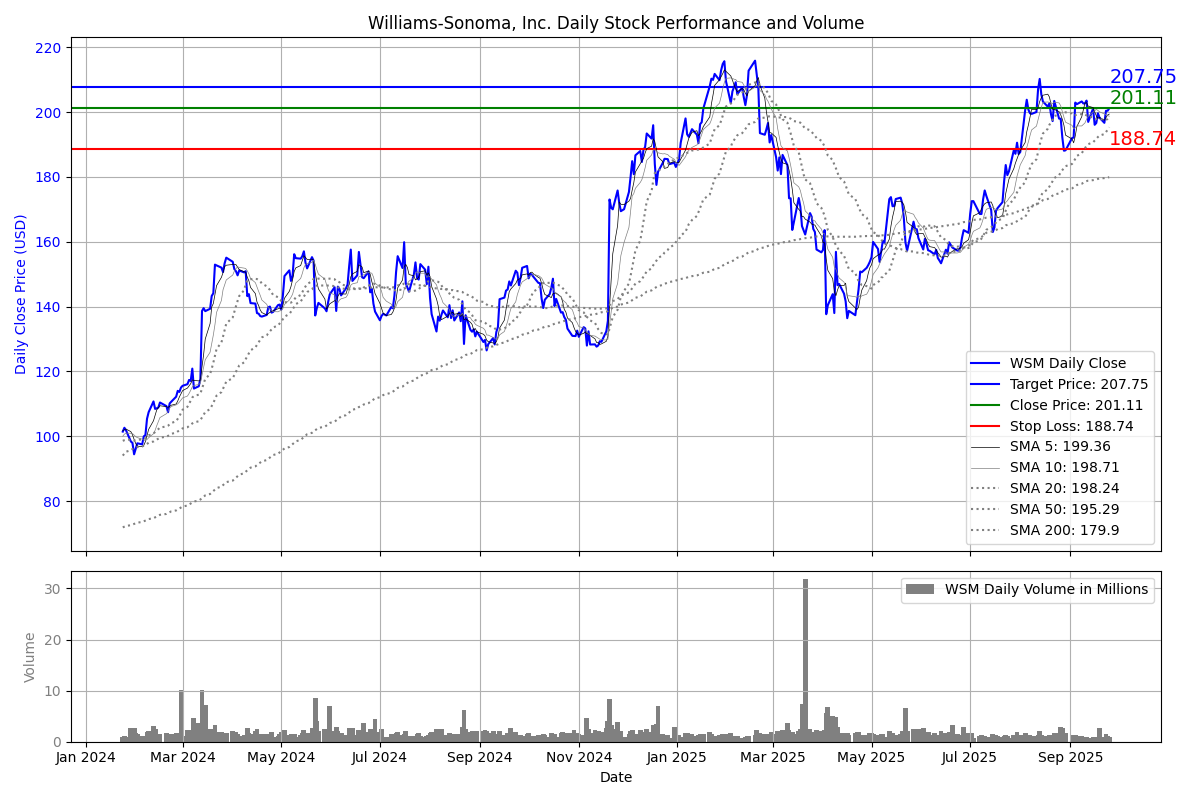 Williams-Sonoma, Inc. Daily Stock Performance and Volume
Daily Close Price (USD)
220
200
180
160
140
120
100
80
207.75
201.11
188.74
WSM Daily Close
Target Price: 207.75
Close Price: 201.11
Stop Loss: 188.74
SMA 5: 199.36
SMA 10: 198.71
SMA 20: 198.24
SMA 50: 195.29
SMA 200: 179.9
Volume
30
20
10
0
WSM Daily Volume in Millions
Jan 2024 Mar 2024 May 2024 Jul 2024 Sep 2024 Nov 2024 Jan 2025 Mar 2025 May 2025 Jul 2025 Sep 2025
Date